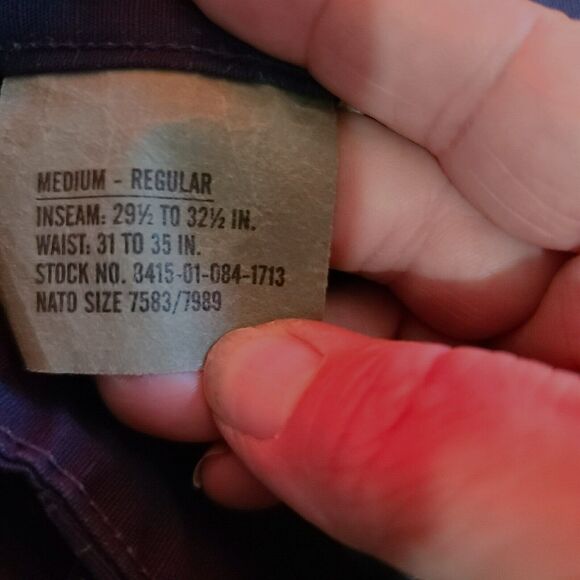 MEDIUM - REGULAR
INSEAM: 29½ TO 32½ IN.
WAIST: 31 TO 35 IN.
STOCK NO. 8415-01-084-1713
NATO SIZE 7583/7989